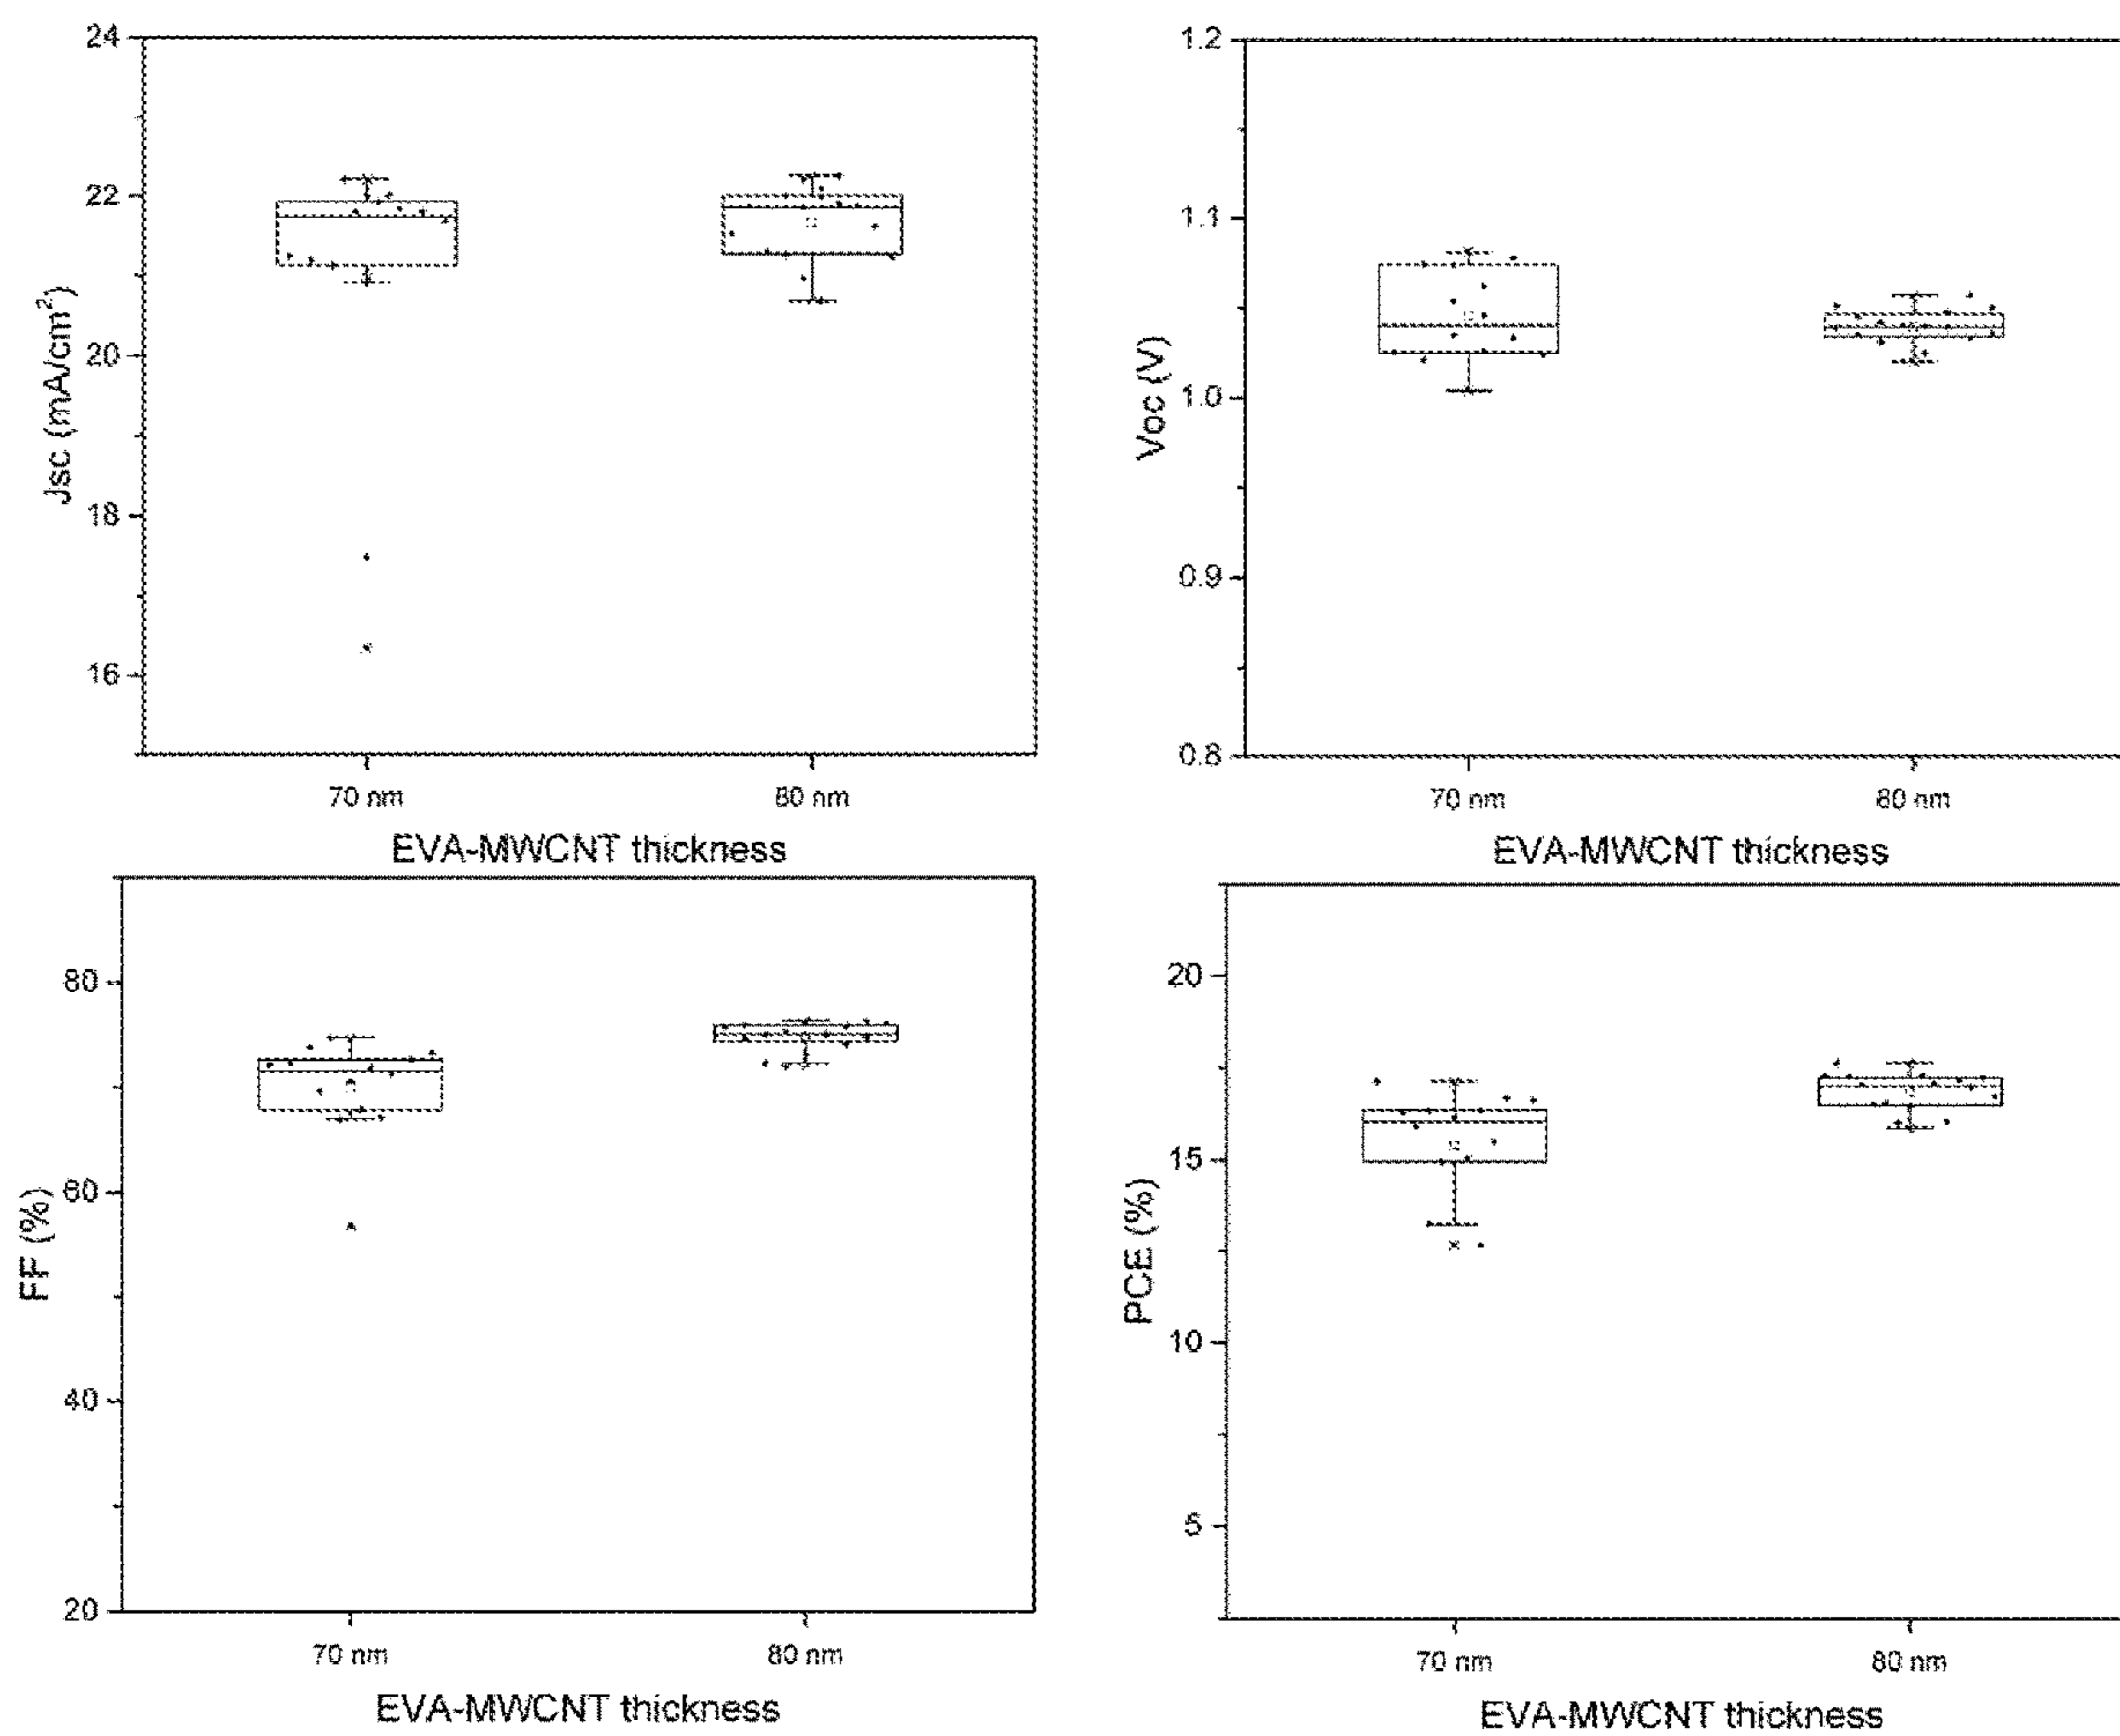 24
22
20
18
16
Jsc (mA/cm²)
70 nm
80 nm
EVA-MWCNT thickness
1.2
1.1
1.0
0.9
0.8
Voc (V)
70 nm
80 nm
EVA-MWCNT thickness
80
60
40
20
FF (%)
70 nm
80 nm
EVA-MWCNT thickness
20
15
10
5
PCE (%)
70 nm
80 nm
EVA-MWCNT thickness